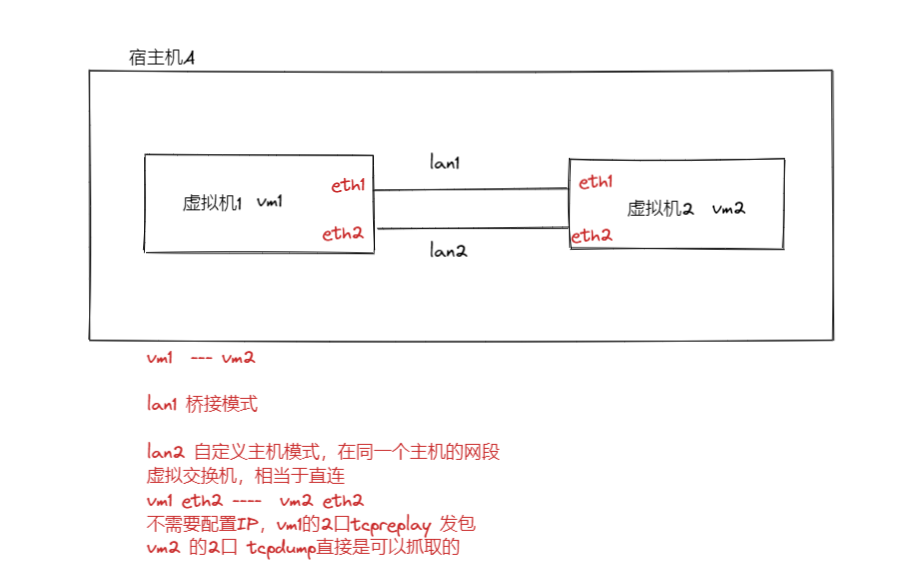 宿主机A
lan1
eth1
eth1
虚拟机1 vm1
虚拟机2 vm2
eth2
eth2
lan2
vm1 --- vm2
lan1 桥接模式
lan2 自定义主机模式，在同一个主机的网段
虚拟交换机，相当于直连
vm1 eth2 ---- vm2 eth2
不需要配置IP，vm1的2口tcpreplay 发包
vm2 的2口 tcpdump直接是可以抓取的